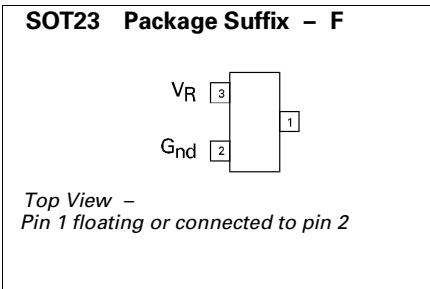 SOT23 Package Suffix – F
VR 3
1
Gnd 2
Top View –
Pin 1 floating or connected to pin 2